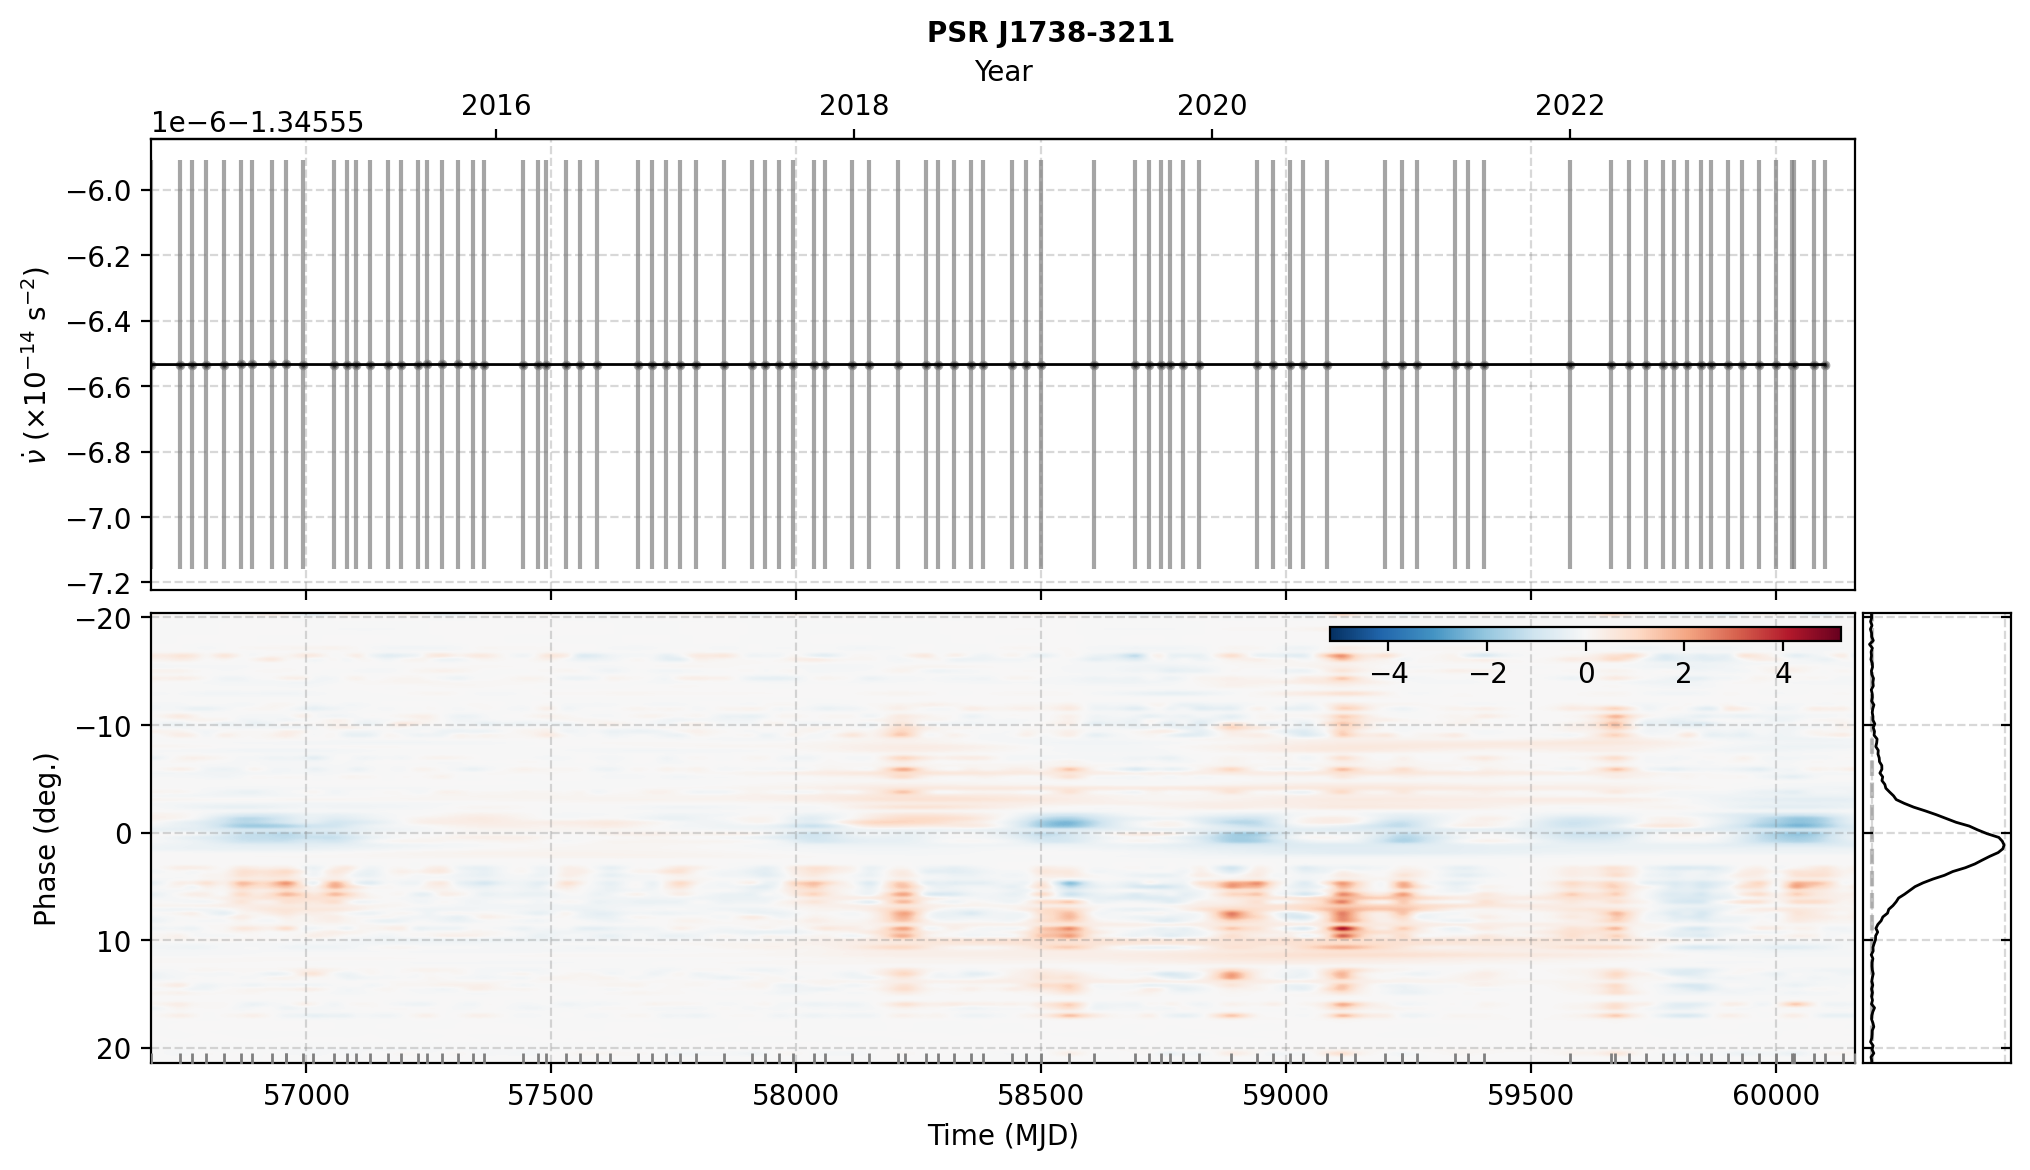 PSR J1738-3211
Year
2016 2018 2020 2022
1e−6−1.34555
−6.0
−6.2
−6.4
−6.6
−6.8
−7.0
−7.2
ν̇ (×10⁻¹⁴ s⁻²)
−4 −2 0 2 4
−20
−10
0
10
20
Phase (deg.)
57000 57500 58000 58500 59000 59500 60000
Time (MJD)